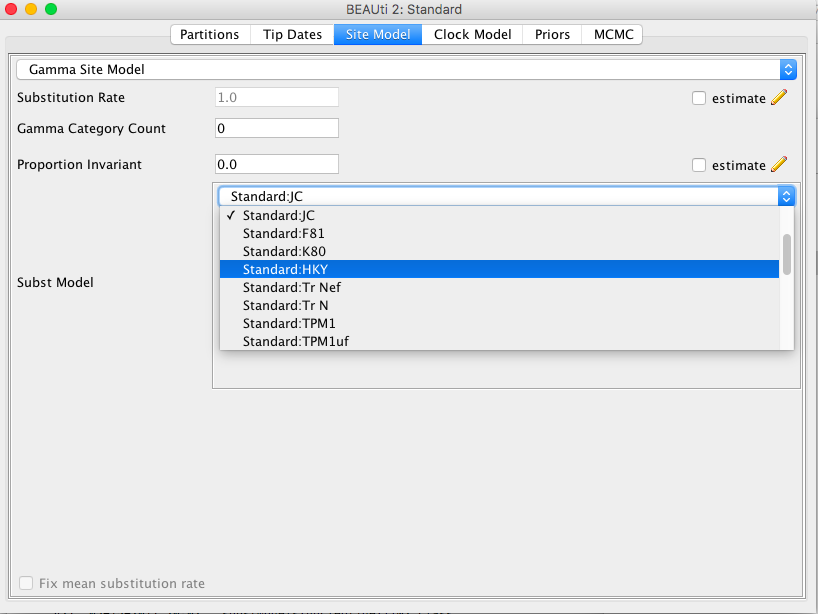 BEAUti 2: Standard
Partitions Tip Dates Site Model Clock Model Priors MCMC
Gamma Site Model
Substitution Rate 1.0 estimate
Gamma Category Count 0
Proportion Invariant 0.0 estimate
Standard:JC
✓ Standard:JC
Standard:F81
Standard:K80
Standard:HKY
Subst Model
Standard:Tr Nef
Standard:Tr N
Standard:TPM1
Standard:TPM1uf
Fix mean substitution rate